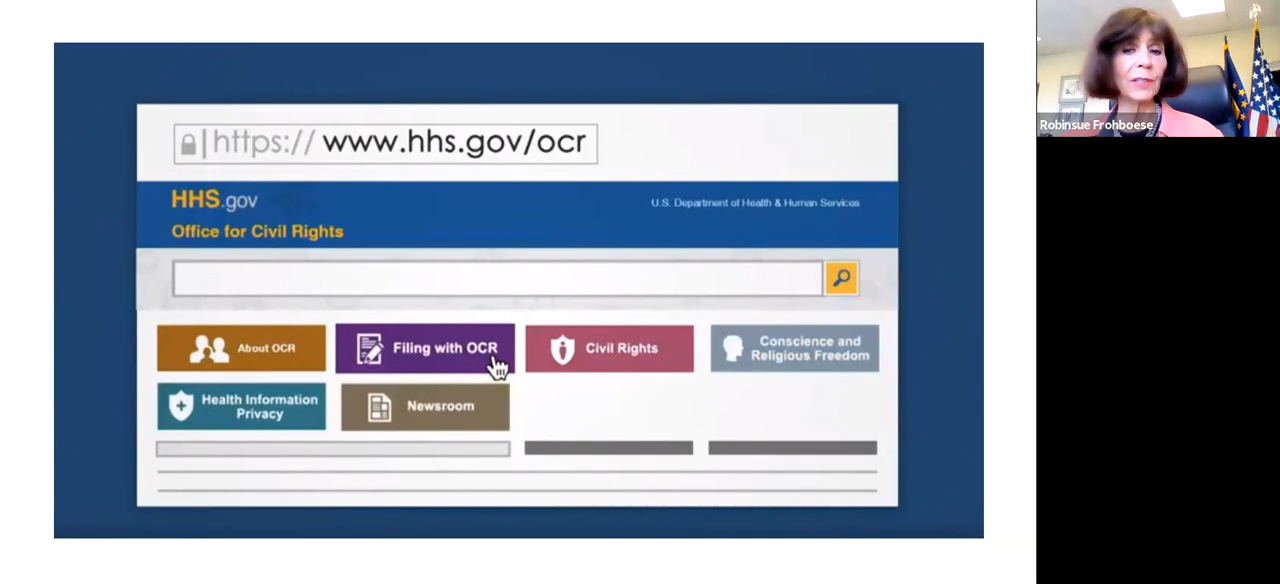 https:// www.hhs.gov/ocr
HHS.gov
U.S. Department of Health & Human Services
Office for Civil Rights
About OCR
Filing with OCR
Civil Rights
Conscience and
Religious Freedom
Health Information
Privacy
Newsroom
Robinsue Frohboese